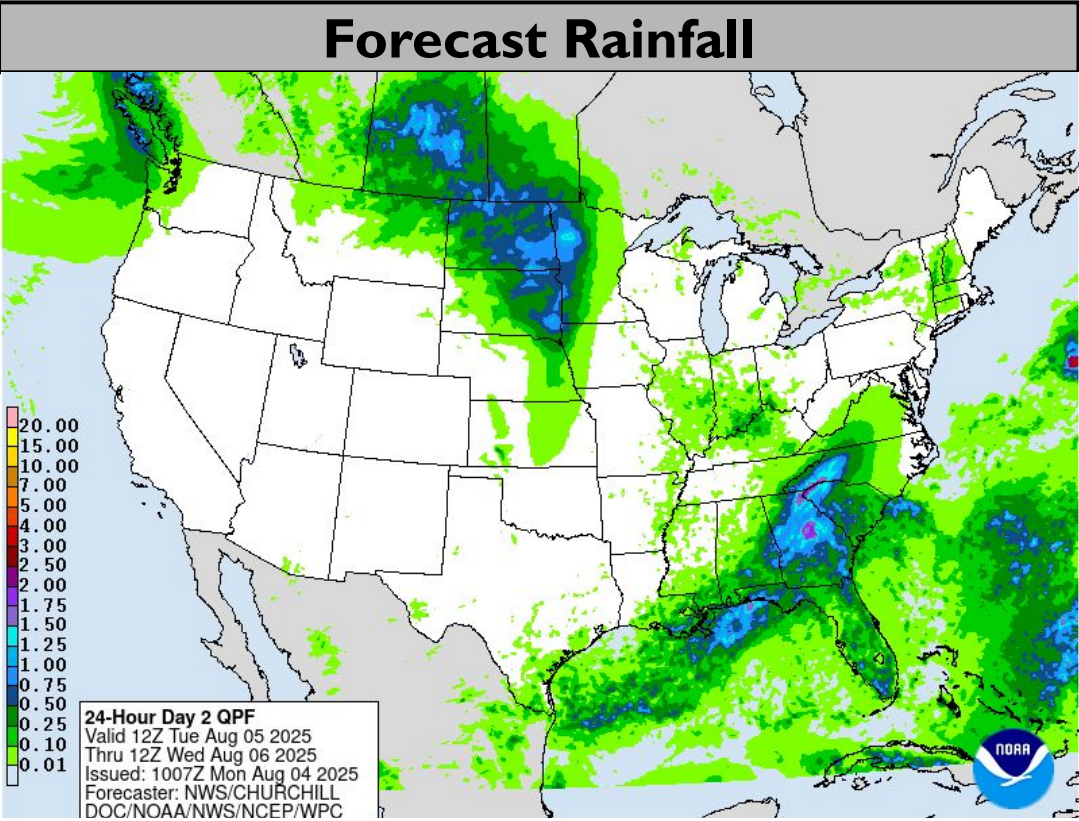 Forecast Rainfall
20.00
15.00
10.00
7.00
5.00
4.00
3.00
2.50
2.00
1.75
1.50
1.25
1.00
0.75
0.50
0.25
0.10
0.01
24-Hour Day 2 QPF
Valid 12Z Tue Aug 05 2025
Thru 12Z Wed Aug 06 2025
Issued: 1007Z Mon Aug 04 2025
Forecaster: NWS/CHURCHILL
DOC/NOAA/NWS/NCEP/WPC
NOAA